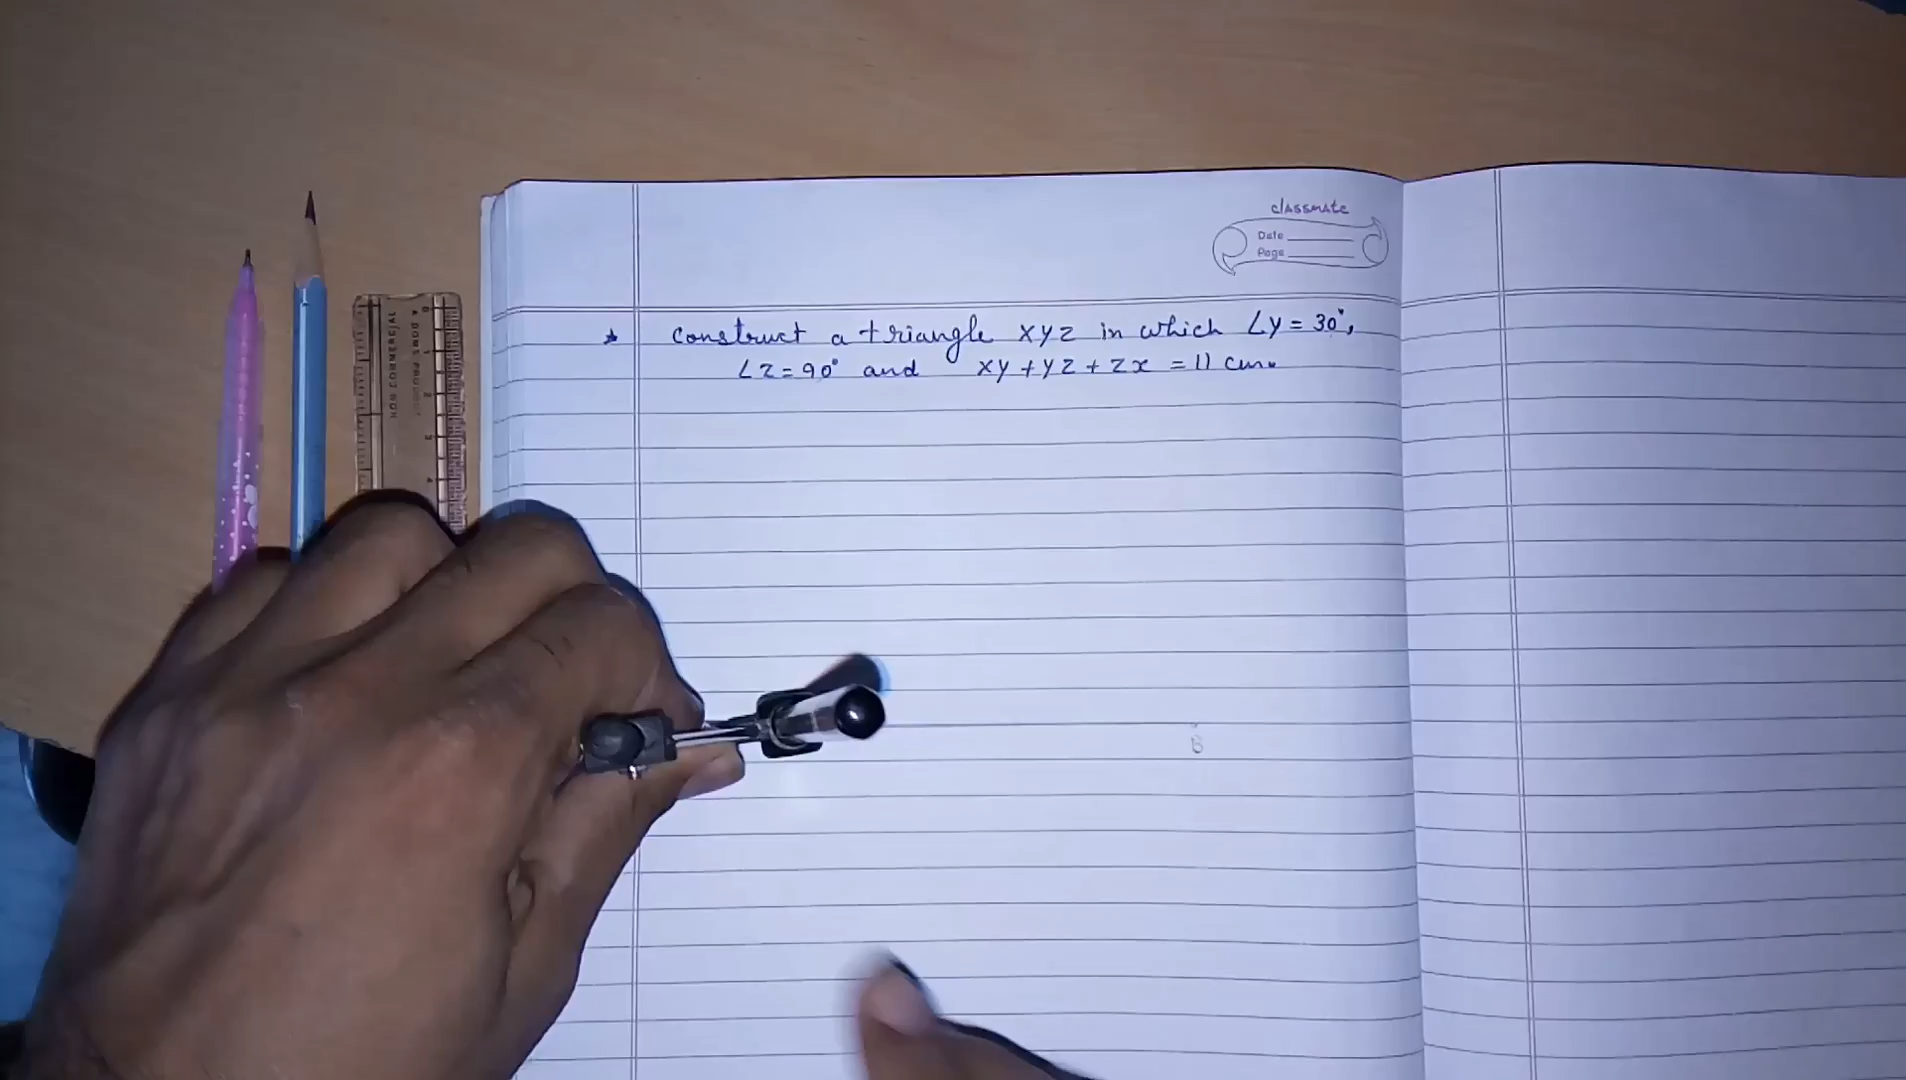 classmate
Date
Page
★ Construct a triangle XYZ in which ∠Y = 30°,
∠Z = 90° and XY + YZ + ZX = 11 cm.
B